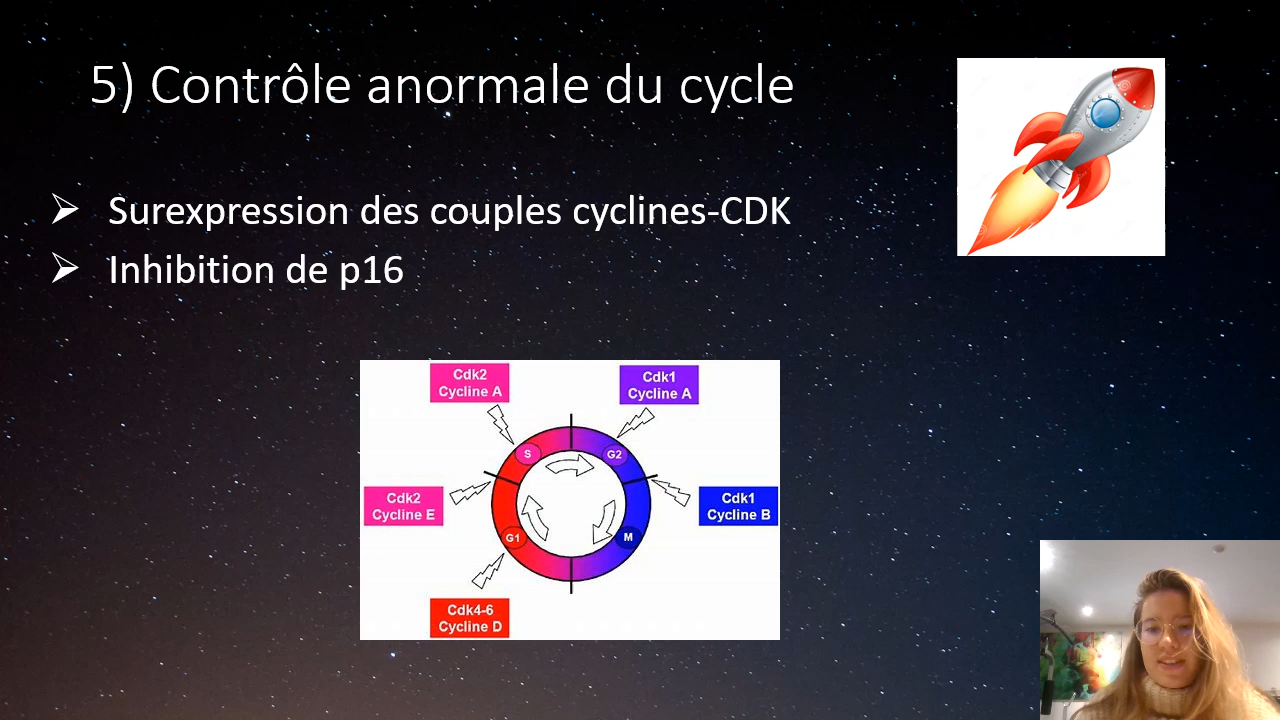 5) Contrôle anormale du cycle
Surexpression des couples cyclines-CDK
Inhibition de p16
Cdk2
Cycline A
Cdk1
Cycline A
S
G2
Cdk2
Cycline E
Cdk1
Cycline B
G1
M
Cdk4-6
Cycline D